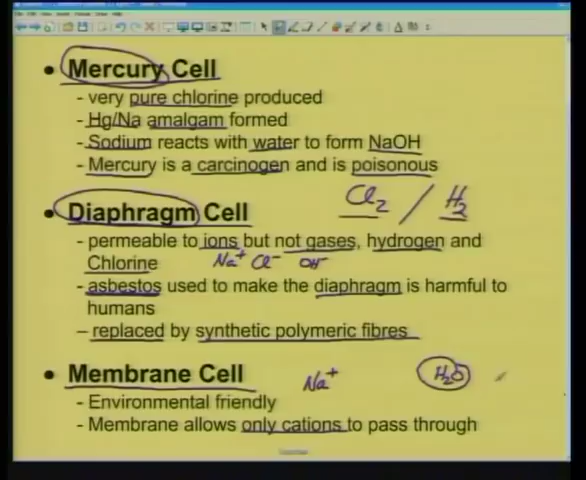 • Mercury Cell
- very pure chlorine produced
- Hg/Na amalgam formed
- Sodium reacts with water to form NaOH
- Mercury is a carcinogen and is poisonous
Cl₂ / H₂
• Diaphragm Cell
- permeable to ions but not gases, hydrogen and
Chlorine
Na⁺ Cl⁻ OH⁻
- asbestos used to make the diaphragm is harmful to
humans
– replaced by synthetic polymeric fibres
• Membrane Cell
Na⁺ H₂O
- Environmental friendly
- Membrane allows only cations to pass through